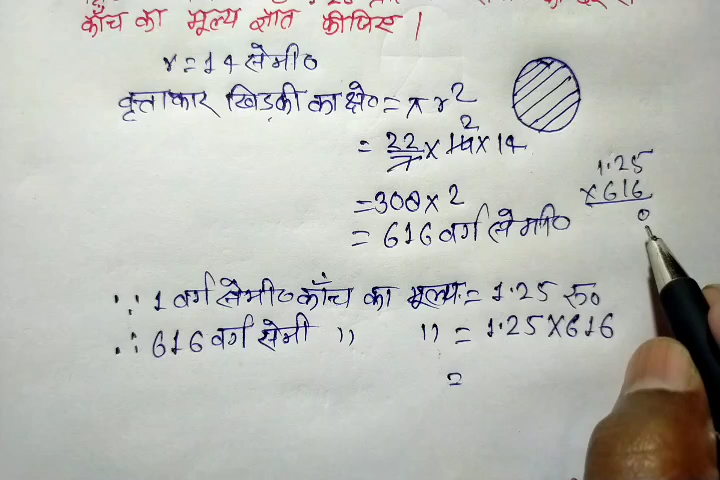 काँच का मूल्य ज्ञात कीजिए।
r = 14 सेमी०
वृत्ताकार खिड़की का क्षे० = πr²
= 22/7 × 14 2 × 14
= 308 × 2
= 616 वर्ग सेमी०
1.25
×616
0
∵ 1 वर्ग सेमी० काँच का मूल्य = 1.25 रु०
∴ 616 वर्ग सेमी " " = 1.25×616
=